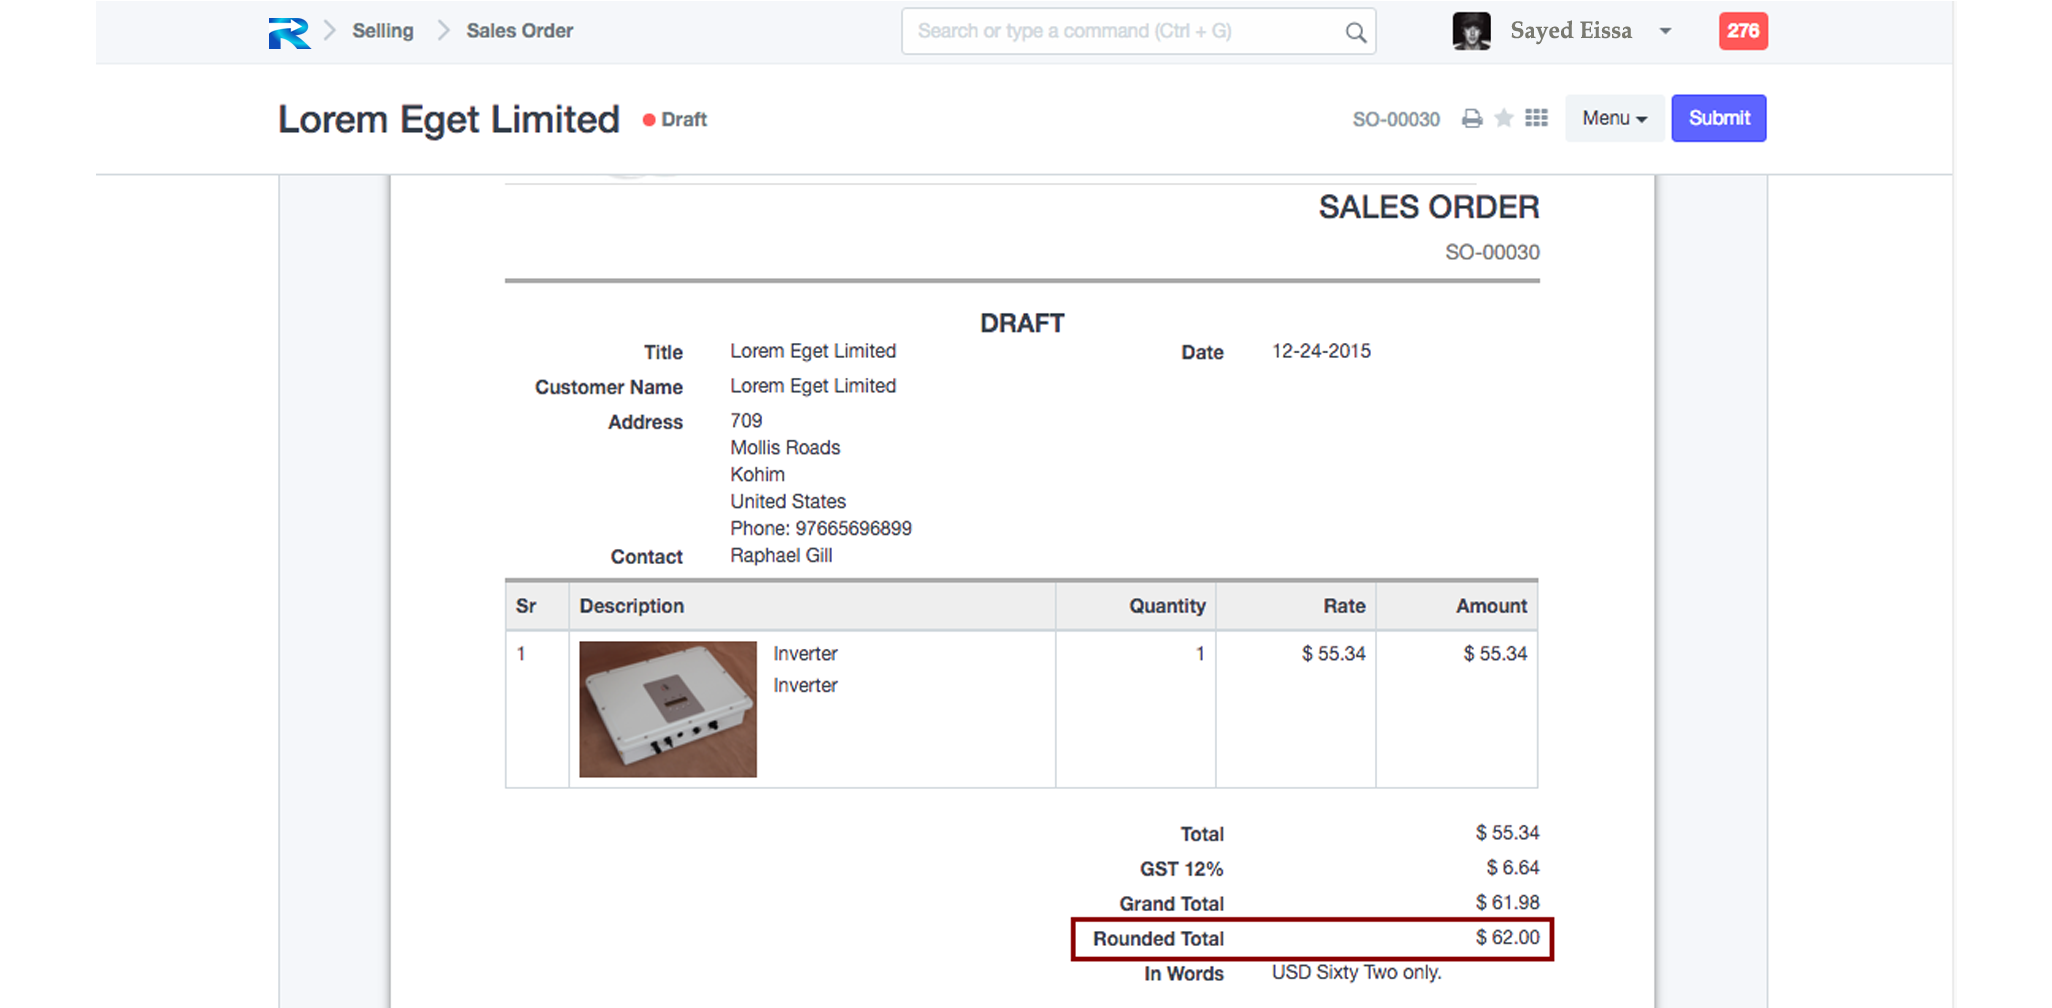 Selling Sales Order Search or type a command (Ctrl + G) Sayed Eissa 276
Lorem Eget Limited Draft SO-00030 Menu Submit
SALES ORDER
SO-00030
DRAFT
Title Lorem Eget Limited Date 12-24-2015
Customer Name Lorem Eget Limited
Address 709
Mollis Roads
Kohim
United States
Phone: 97665696899
Contact Raphael Gill
Sr Description Quantity Rate Amount
1 Inverter 1 $ 55.34 $ 55.34
Inverter
Total $ 55.34
GST 12% $ 6.64
Grand Total $ 61.98
Rounded Total $ 62.00
In Words USD Sixty Two only.